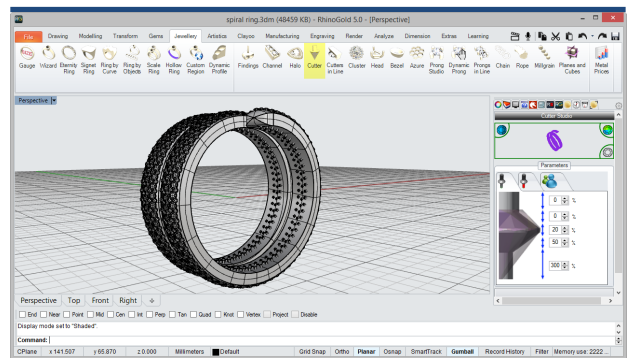 spiral ring.3dm (48459 KB) - RhinoGold 5.0 - [Perspective]
File Drawing Modelling Transform Gems Jewellery Artistics Clayoo Manufacturing Engraving Render Analyze Dimension Extras Learning
Gauge Wizard Eternity Ring Signet Ring Ring by Curve Ring by Objects Scale Ring Hollow Ring Custom Region Dynamic Profile Findings Channel Halo Cutter Cutters in Line Cluster Head Bezel Azure Prong Studio Dynamic Prong Prongs in Line Chain Rope Millgrain Planes and Cutties Metal Prices
Perspective
Cutter Studio
Parameters
0 %
0 %
20 %
50 %
300 %
Perspective Top Front Right
End Near Point Mid Cen Int Perp Tan Quad Knot Vertex Project Disable
Display mode set to "Shaded".
Command:
CPlane x 141.507 y 65.870 z 0.000 Millimeters Default Grid Snap Ortho Planar Osnap SmartTrack Gumball Record History Filter Memory use: 2222 ...